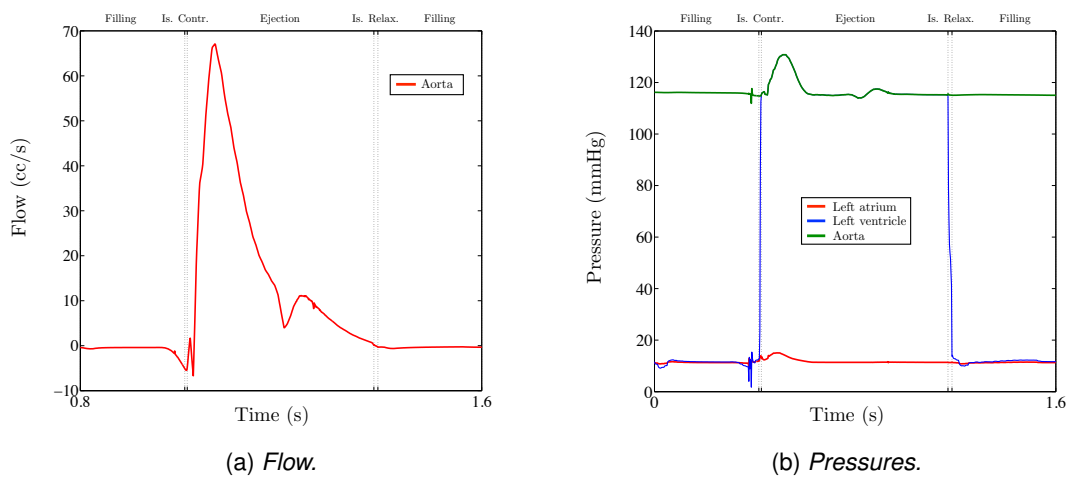 Filling Is. Contr. Ejection Is. Relax. Filling
70
60
50
40
30
20
10
0
−10
Flow (cc/s)
Aorta
0.8 1.6
Time (s)
(a) Flow.
Filling Is. Contr. Ejection Is. Relax. Filling
140
120
100
80
60
40
20
0
Pressure (mmHg)
Left atrium
Left ventricle
Aorta
0 1.6
Time (s)
(b) Pressures.